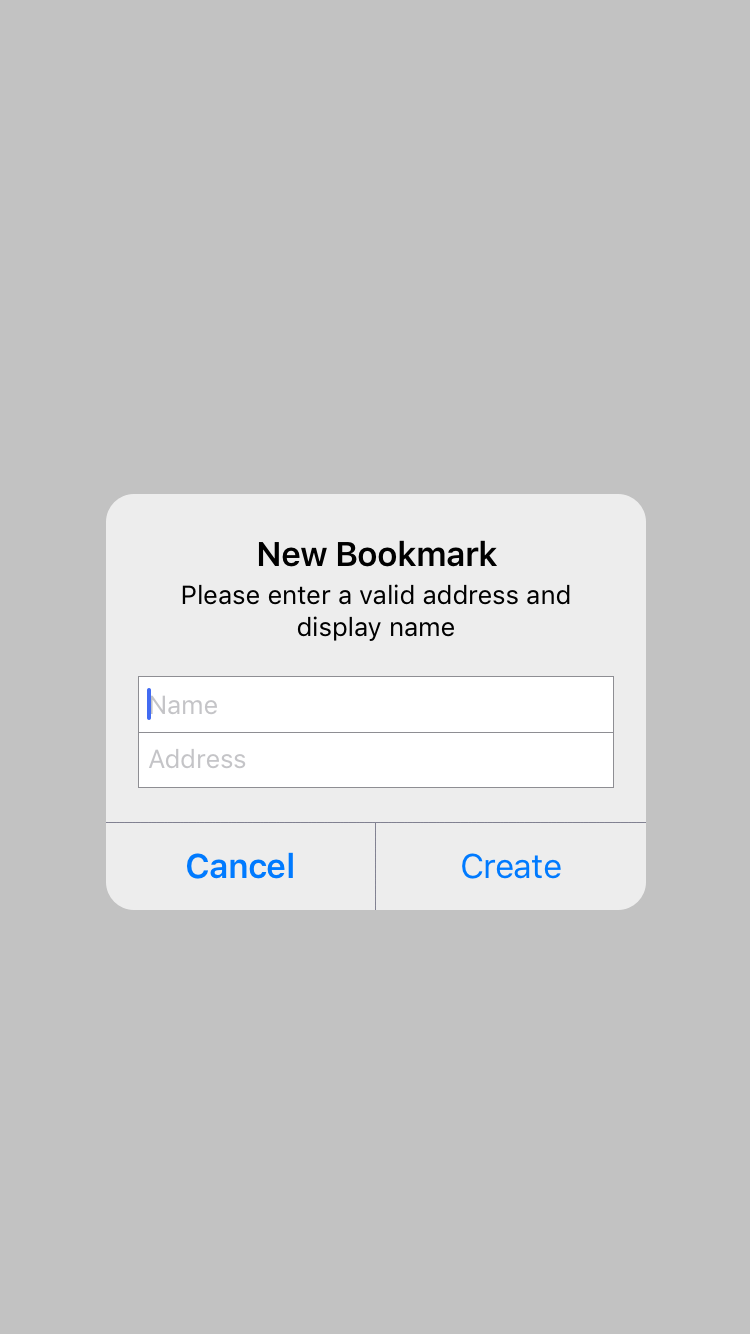 New Bookmark
Please enter a valid address and
display name
Name
Address
Cancel
Create